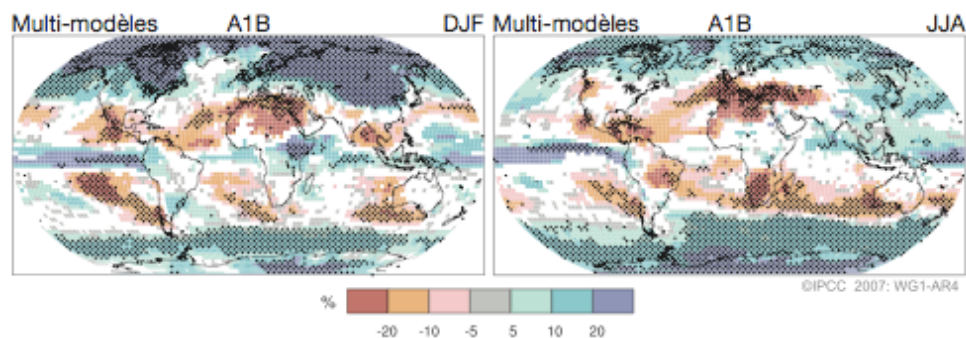 Multi-modèles A1B DJF Multi-modèles A1B JJA
©IPCC 2007: WG1-AR4
%
-20 -10 -5 5 10 20